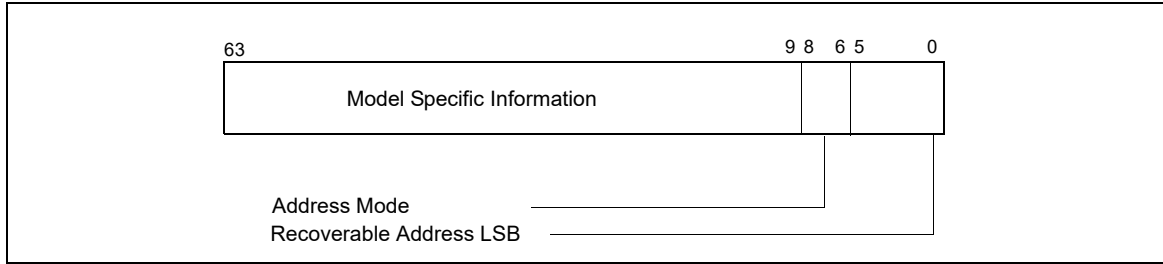 63 9 8 6 5 0
Model Specific Information
Address Mode
Recoverable Address LSB